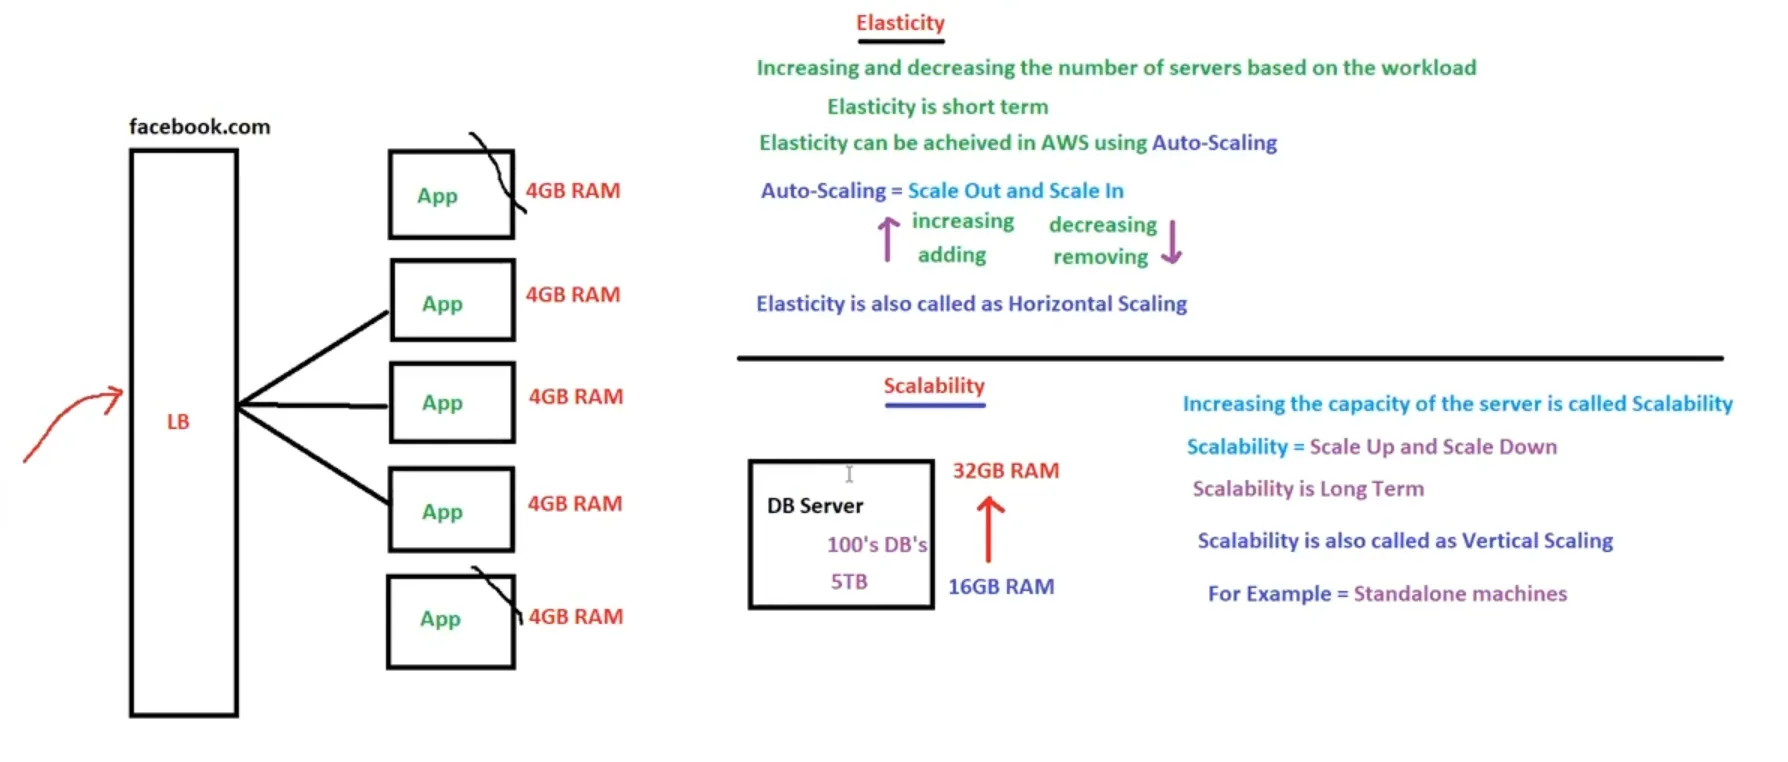 facebook.com
LB
App
4GB RAM
App
4GB RAM
App
4GB RAM
App
4GB RAM
App
4GB RAM
Elasticity
Increasing and decreasing the number of servers based on the workload
Elasticity is short term
Elasticity can be acheived in AWS using Auto-Scaling
Auto-Scaling = Scale Out and Scale In
increasing decreasing
adding removing
Elasticity is also called as Horizontal Scaling
Scalability
DB Server
100's DB's
5TB
32GB RAM
16GB RAM
Increasing the capacity of the server is called Scalability
Scalability = Scale Up and Scale Down
Scalability is Long Term
Scalability is also called as Vertical Scaling
For Example = Standalone machines